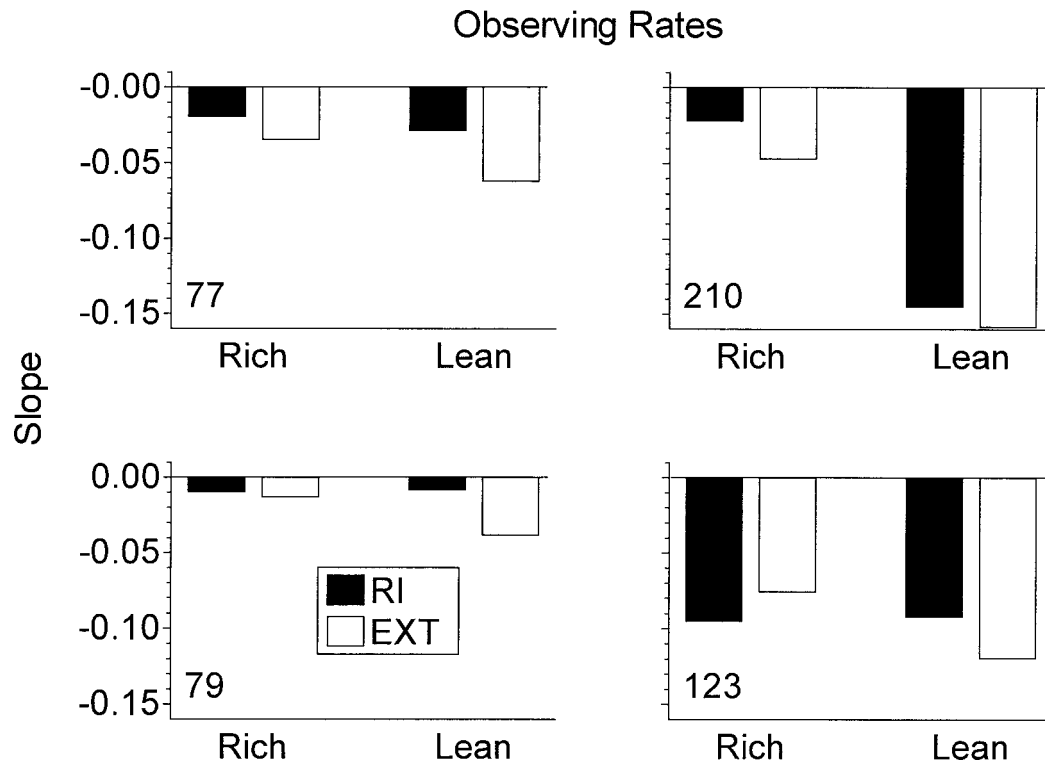 Observing Rates
-0.00
-0.05
-0.10
-0.15
77
Rich Lean
210
Rich Lean
Slope
0.00
-0.05
-0.10
-0.15
RI
EXT
79
Rich Lean
123
Rich Lean